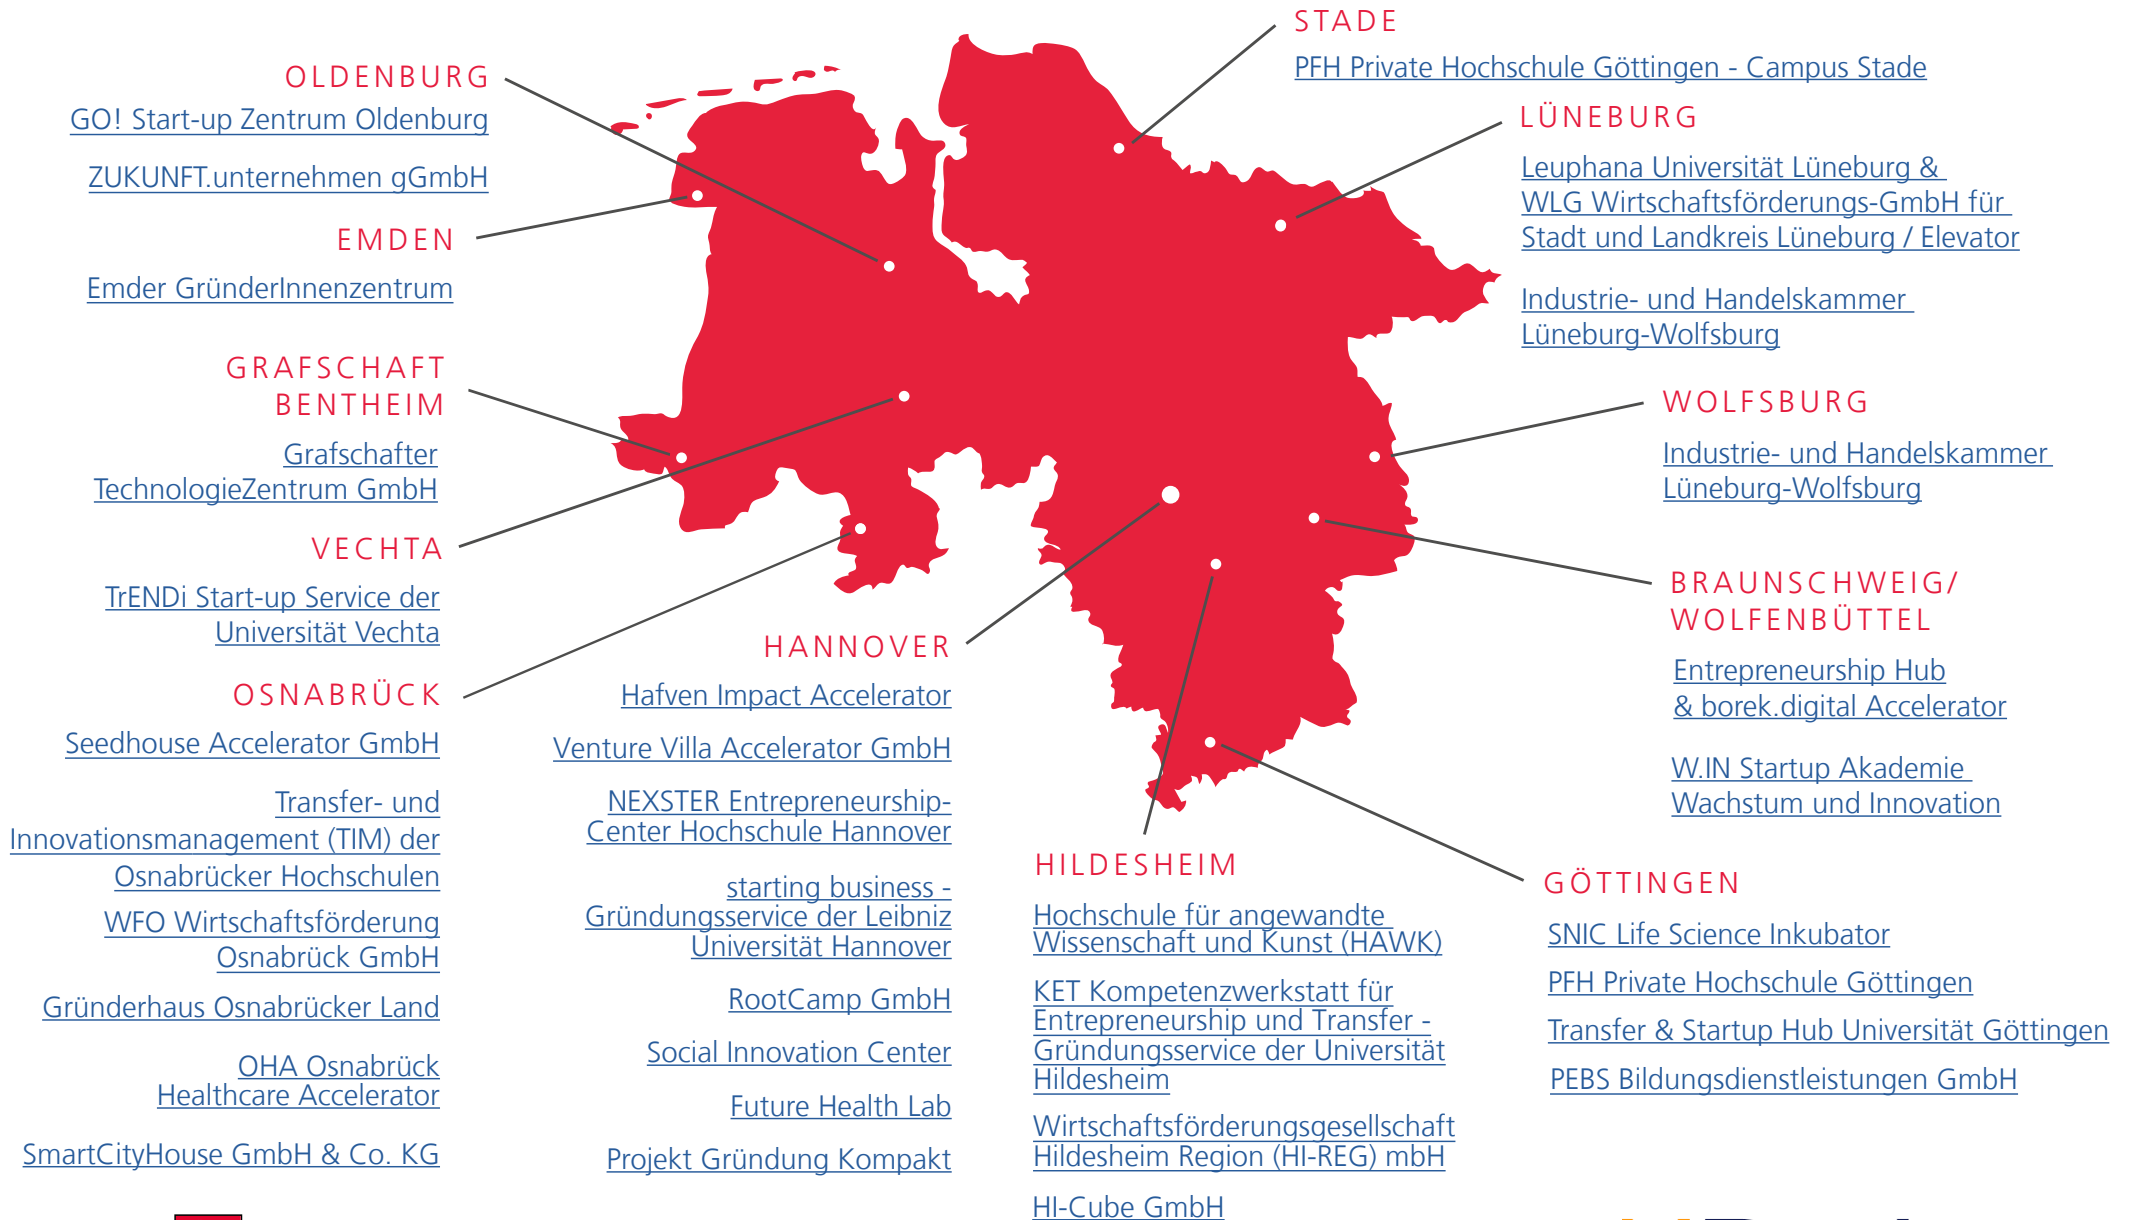 OLDENBURG
GO! Start-up Zentrum Oldenburg
ZUKUNFT.unternehmen gGmbH
EMDEN
Emder GründerInnenzentrum
GRAFSCHAFT
BENTHEIM
Grafschafter
TechnologieZentrum GmbH
VECHTA
TrENDi Start-up Service der
Universität Vechta
OSNABRÜCK
Seedhouse Accelerator GmbH
Transfer- und
Innovationsmanagement (TIM) der
Osnabrücker Hochschulen
WFO Wirtschaftsförderung
Osnabrück GmbH
Gründerhaus Osnabrücker Land
OHA Osnabrück
Healthcare Accelerator
SmartCityHouse GmbH & Co. KG
HANNOVER
Hafven Impact Accelerator
Venture Villa Accelerator GmbH
NEXSTER Entrepreneurship-
Center Hochschule Hannover
starting business -
Gründungsservice der Leibniz
Universität Hannover
RootCamp GmbH
Social Innovation Center
Future Health Lab
Projekt Gründung Kompakt
HILDESHEIM
Hochschule für angewandte
Wissenschaft und Kunst (HAWK)
KET Kompetenzwerkstatt für
Entrepreneurship und Transfer -
Gründungsservice der Universität
Hildesheim
Wirtschaftsförderungsgesellschaft
Hildesheim Region (HI-REG) mbH
HI-Cube GmbH
STADE
PFH Private Hochschule Göttingen - Campus Stade
LÜNEBURG
Leuphana Universität Lüneburg &
WLG Wirtschaftsförderungs-GmbH für
Stadt und Landkreis Lüneburg / Elevator
Industrie- und Handelskammer
Lüneburg-Wolfsburg
WOLFSBURG
Industrie- und Handelskammer
Lüneburg-Wolfsburg
BRAUNSCHWEIG/
WOLFENBÜTTEL
Entrepreneurship Hub
& borek.digital Accelerator
W.IN Startup Akademie
Wachstum und Innovation
GÖTTINGEN
SNIC Life Science Inkubator
PFH Private Hochschule Göttingen
Transfer & Startup Hub Universität Göttingen
PEBS Bildungsdienstleistungen GmbH